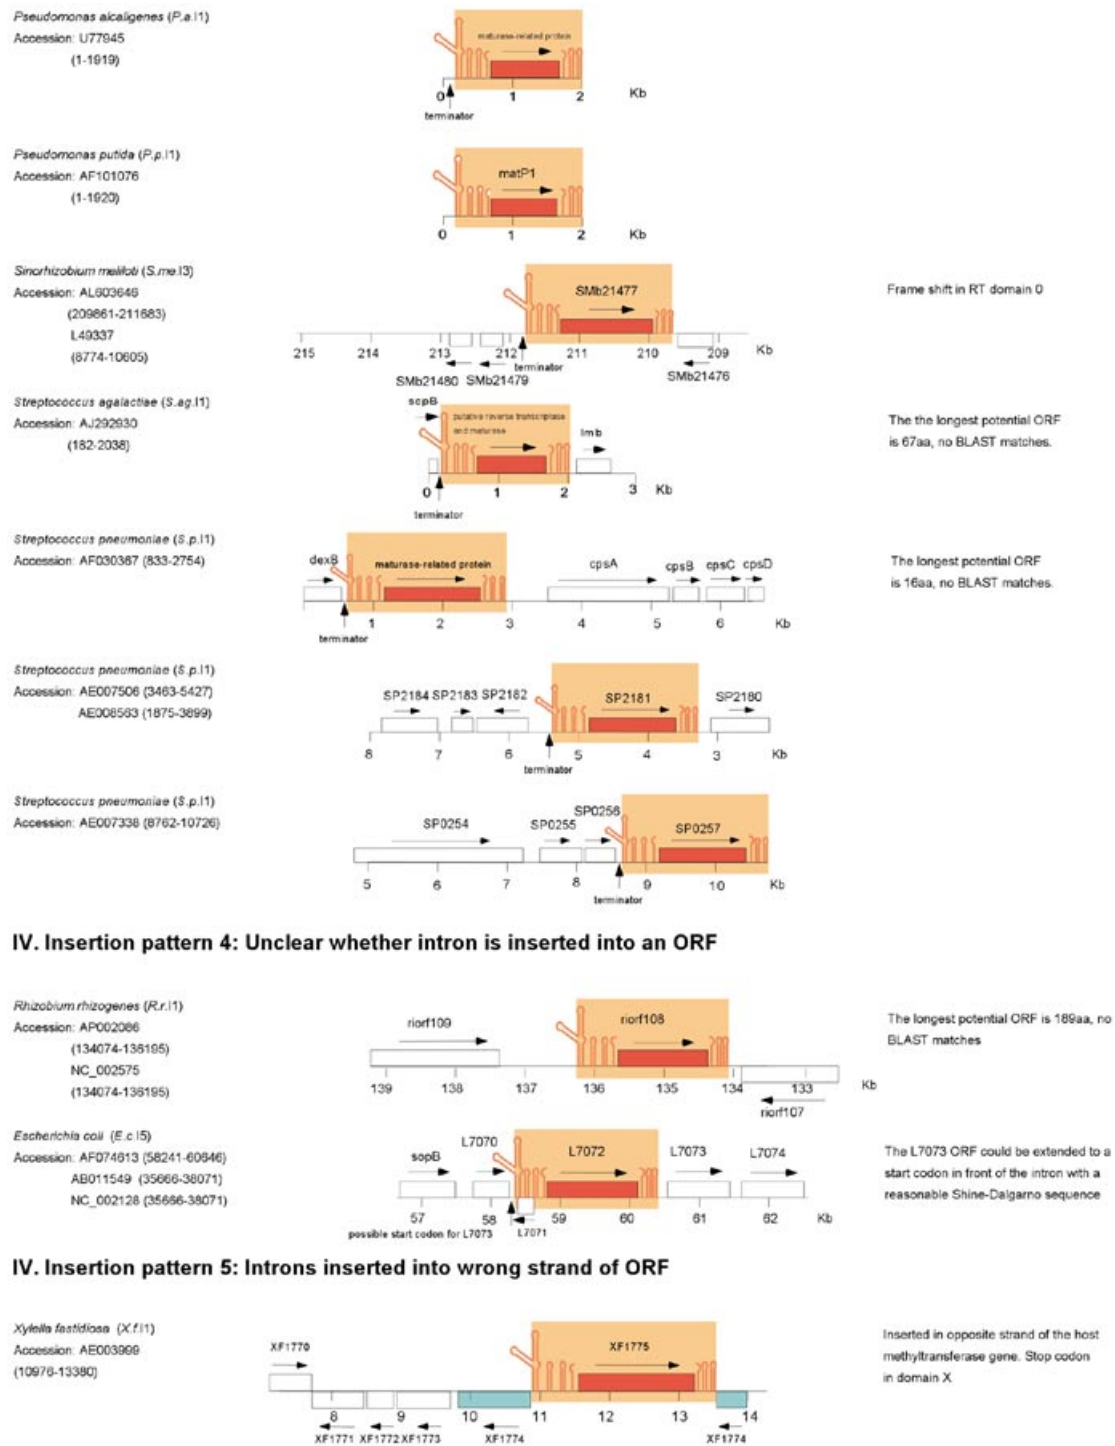 Pseudomonas alcaligenes (P.a.I1)
Accession: U77945
(1-1919)
maturase-related protein
0 1 2 Kb
terminator
Pseudomonas putida (P.p.I1)
Accession: AF101076
(1-1920)
matP1
0 1 2 Kb
Sinorhizobium meliloti (S.me.I3)
Accession: AL603646
(209861-211683)
L49337
(8774-10605)
SMb21477
Frame shift in RT domain 0
215 214 213 212 211 210 209 Kb
terminator
SMb21480 SMb21479 SMb21476
Streptococcus agalactiae (S.ag.I1)
Accession: AJ292930
(182-2038)
scpB
putative reverse transcriptase
and maturase
lmb
The the longest potential ORF
is 67aa, no BLAST matches.
0 1 2 3 Kb
terminator
Streptococcus pneumoniae (S.p.I1)
Accession: AF030367 (833-2754)
dexB
maturase-related protein
cpsA cpsB cpsC cpsD
The longest potential ORF
is 16aa, no BLAST matches.
1 2 3 4 5 6 Kb
terminator
Streptococcus pneumoniae (S.p.I1)
Accession: AE007506 (3463-5427)
AE008563 (1875-3899)
SP2184 SP2183 SP2182 SP2181 SP2180
8 7 6 5 4 3 Kb
terminator
Streptococcus pneumoniae (S.p.I1)
Accession: AE007338 (8762-10726)
SP0254 SP0255 SP0256 SP0257
5 6 7 8 9 10 Kb
terminator
IV. Insertion pattern 4: Unclear whether intron is inserted into an ORF
Rhizobium rhizogenes (R.r.I1)
Accession: AP002086
(134074-136195)
NC_002575
(134074-136195)
riorf109 riorf108
The longest potential ORF is 189aa, no
BLAST matches
139 138 137 136 135 134 133 Kb
riorf107
Escherichia coli (E.c.I5)
Accession: AF074613 (58241-60646)
AB011549 (35666-38071)
NC_002128 (35666-38071)
sopB L7070 L7072 L7073 L7074
The L7073 ORF could be extended to a
start codon in front of the intron with a
reasonable Shine-Dalgarno sequence
57 58 59 60 61 62 Kb
possible start codon for L7073 L7071
IV. Insertion pattern 5: Introns inserted into wrong strand of ORF
Xylella fastidiosa (X.f.I1)
Accession: AE003999
(10976-13380)
XF1770 XF1775
Inserted in opposite strand of the host
methyltransferase gene. Stop codon
in domain X
8 9 10 11 12 13 14 Kb
XF1771 XF1772 XF1773 XF1774 XF1774